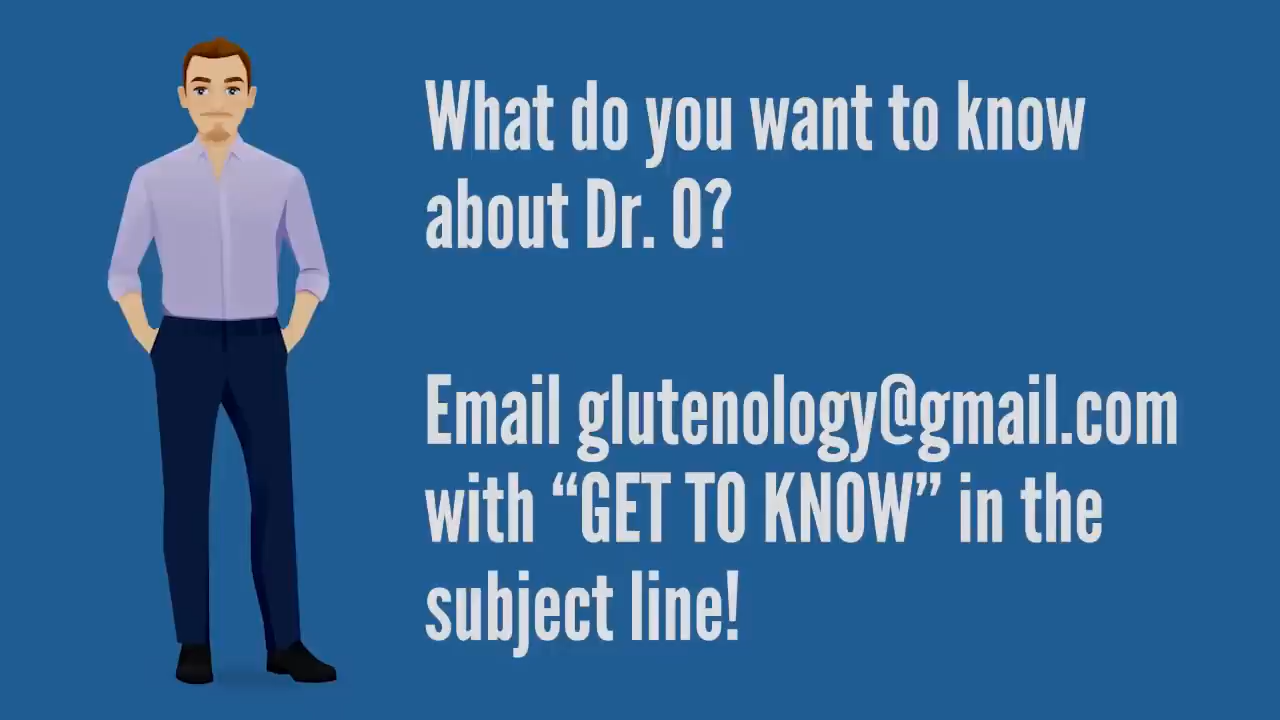 What do you want to know
about Dr. O?
Email glutenology@gmail.com
with “GET TO KNOW” in the
subject line!